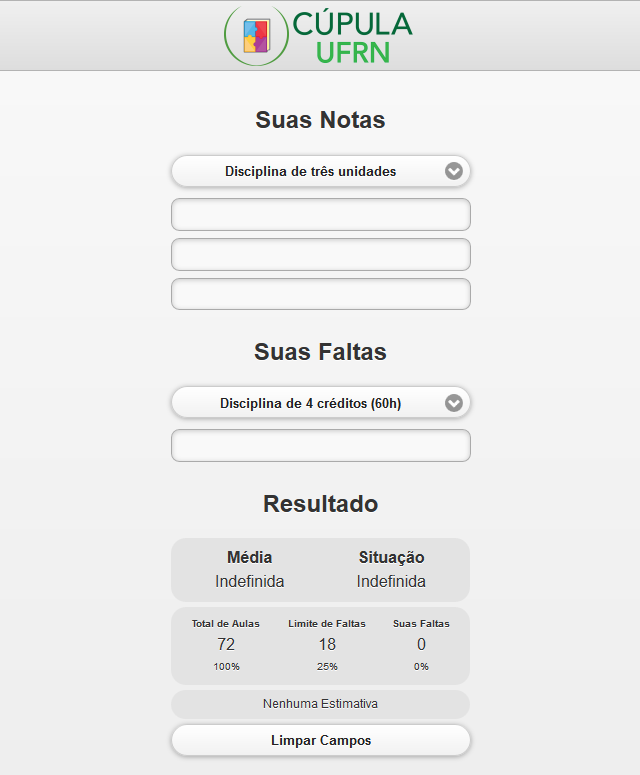 CÚPULA
UFRN
Suas Notas
Disciplina de três unidades
Suas Faltas
Disciplina de 4 créditos (60h)
Resultado
Média Situação
Indefinida Indefinida
Total de Aulas Limite de Faltas Suas Faltas
72 18 0
100% 25% 0%
Nenhuma Estimativa
Limpar Campos